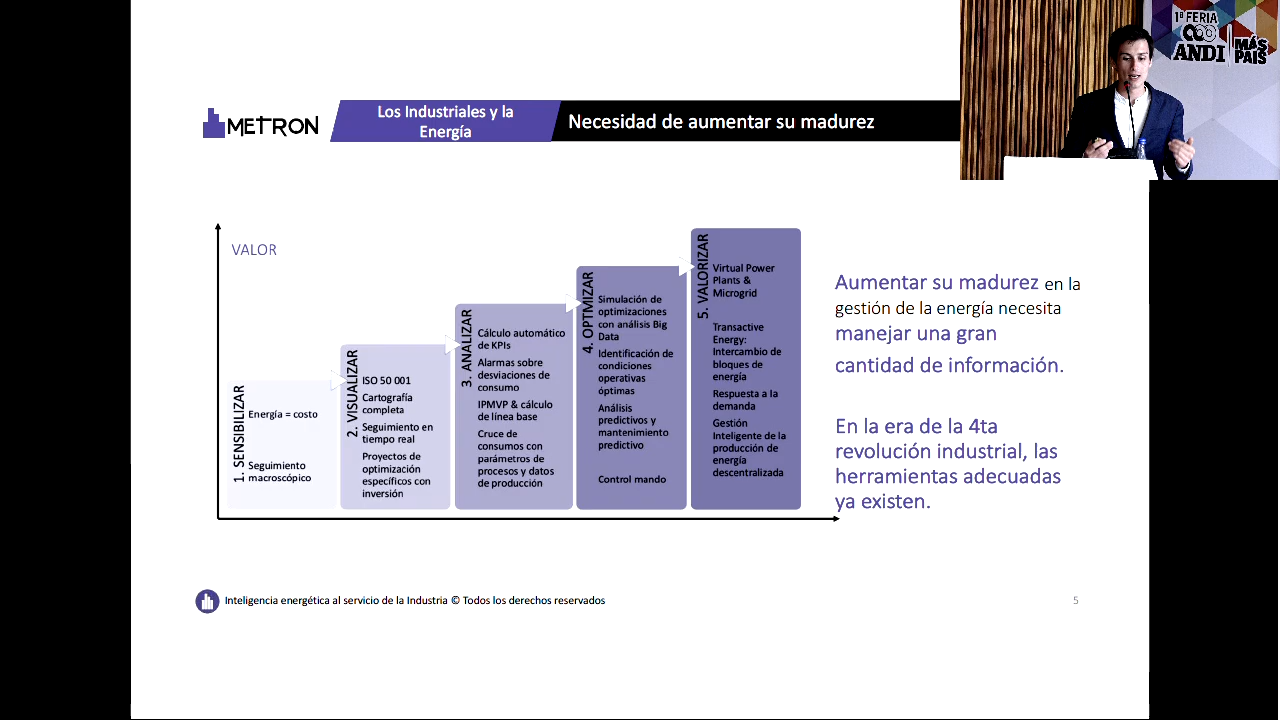 1ª FERIA
ANDI
MÁS
PAÍS
METRON
Los Industriales y la
Energía
Necesidad de aumentar su madurez
VALOR
1. SENSIBILIZAR
Energía = costo
Seguimiento
macroscópico
2. VISUALIZAR
ISO 50 001
Cartografía
completa
Seguimiento en
tiempo real
Proyectos de
optimización
específicos con
inversión
3. ANALIZAR
Cálculo automático
de KPIs
Alarmas sobre
desviaciones de
consumo
IPMVP & cálculo
de línea base
Cruce de
consumos con
parámetros de
procesos y datos
de producción
4. OPTMIZAR
Simulación de
optimizaciones
con análisis Big
Data
Identificación de
condiciones
operativas
óptimas
Análisis
predictivos y
mantenimiento
predictivo
Control mando
5. VALORIZAR
Virtual Power
Plants &
Microgrid
Transactive
Energy:
Intercambio de
bloques de
energía
Respuesta a la
demanda
Gestión
Inteligente de la
producción de
energía
descentralizada
Aumentar su madurez en la
gestión de la energía necesita
manejar una gran
cantidad de información.
En la era de la 4ta
revolución industrial, las
herramientas adecuadas
ya existen.
Inteligencia energética al servicio de la Industria © Todos los derechos reservados
5